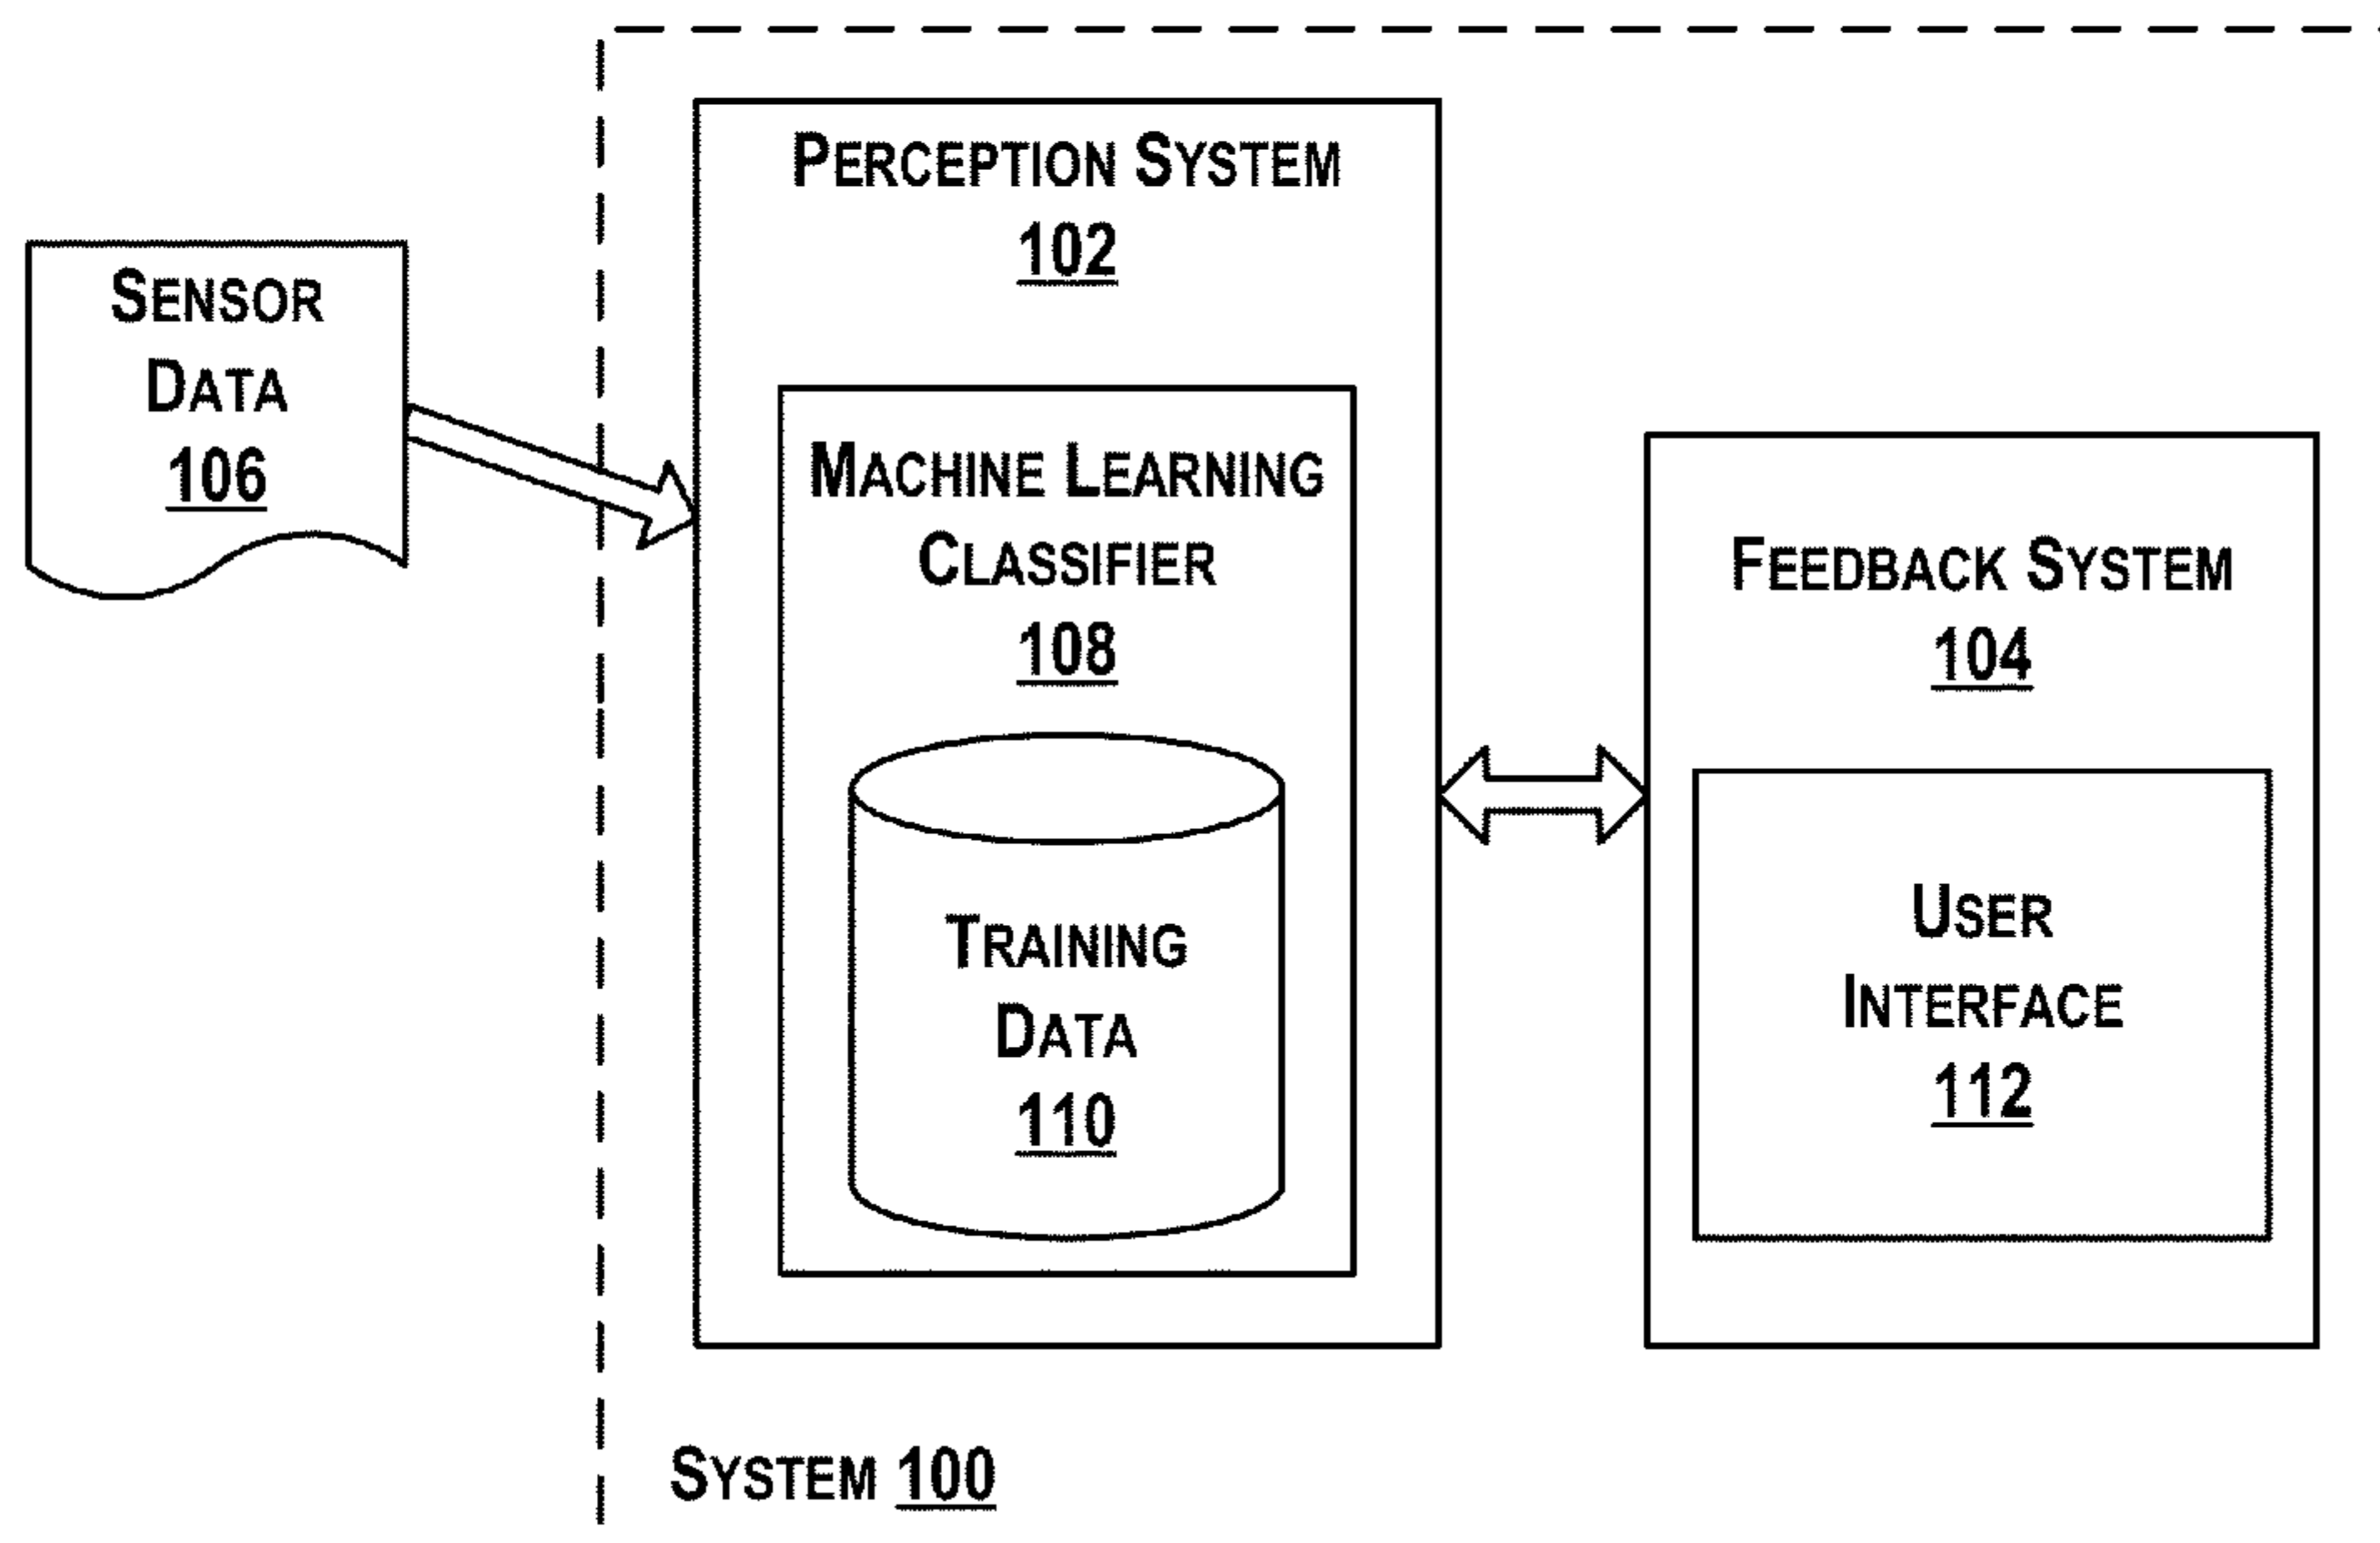 PERCEPTION SYSTEM
102
SENSOR
DATA
106
MACHINE LEARNING
CLASSIFIER
108
TRAINING
DATA
110
FEEDBACK SYSTEM
104
USER
INTERFACE
112
SYSTEM 100